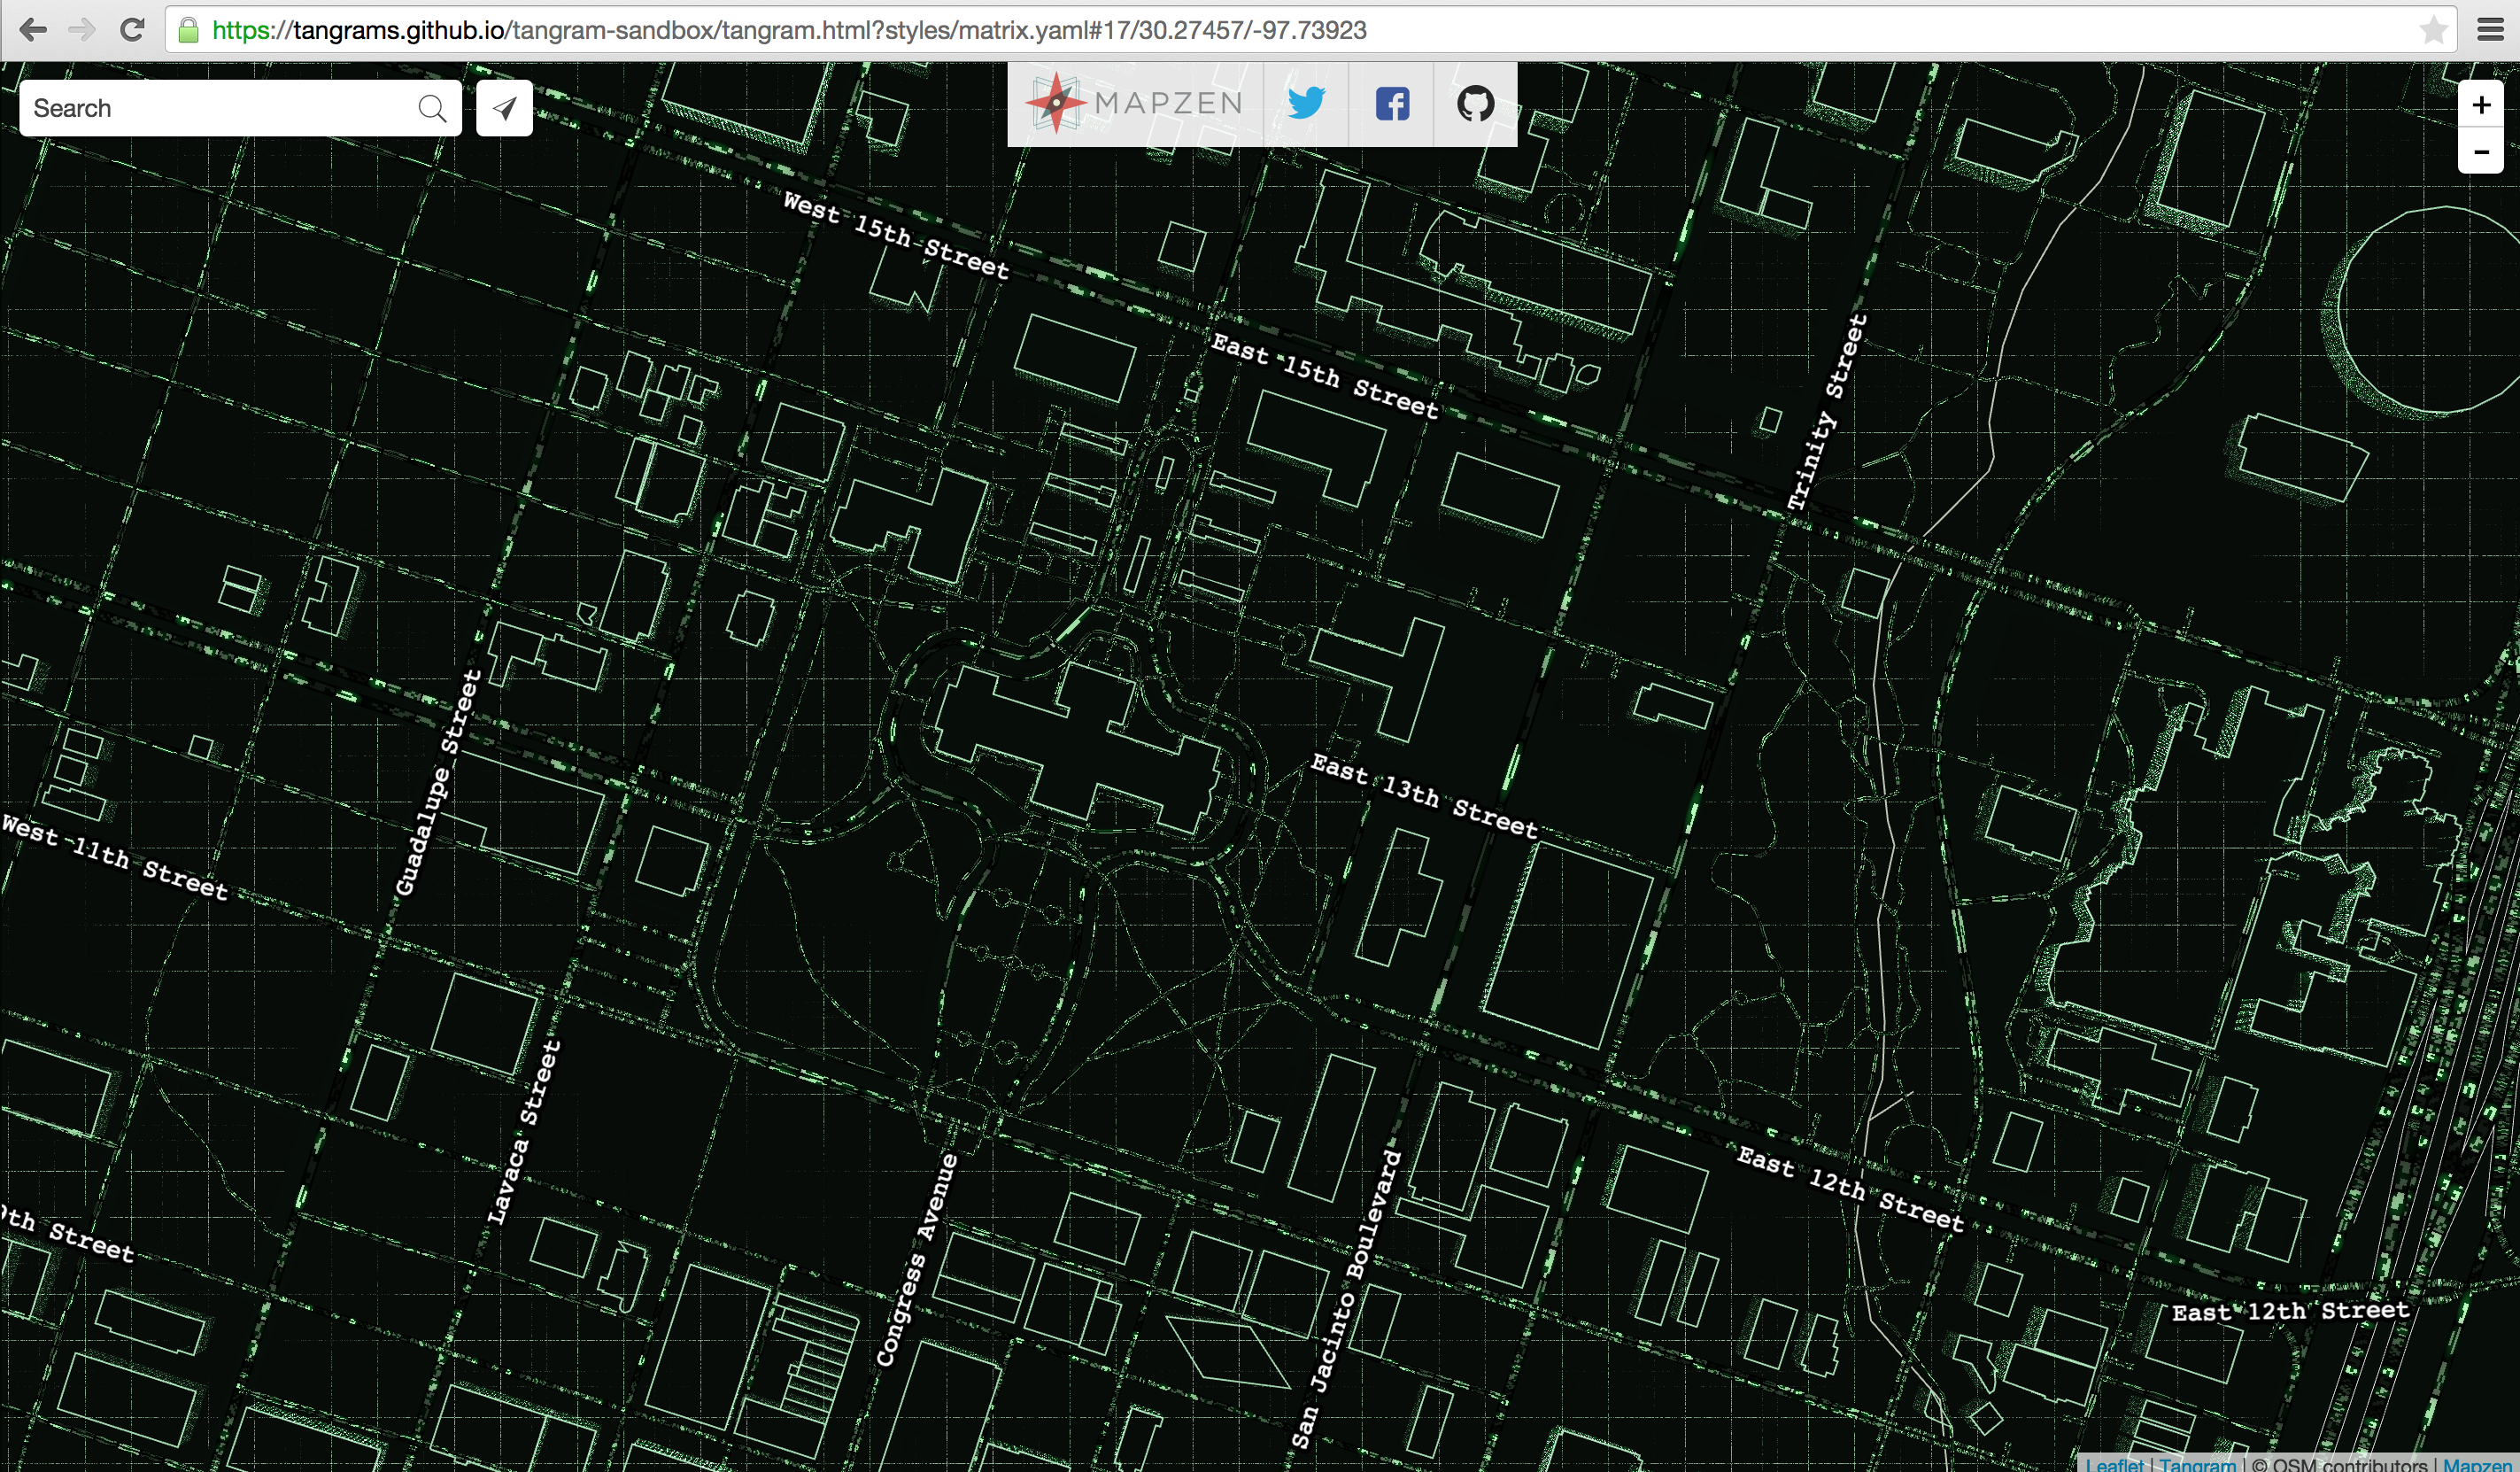 https://tangrams.github.io/tangram-sandbox/tangram.html?styles/matrix.yaml#17/30.27457/-97.73923
Search
MAPZEN
+
-
West 15th Street
East 15th Street
Trinity Street
Guadalupe Street
East 13th Street
West 11th Street
Lavaca Street
Congress Avenue
San Jacinto Boulevard
East 12th Street
th Street
East 12th Street
Leaflet | Tangram | © OSM contributors | Mapzen